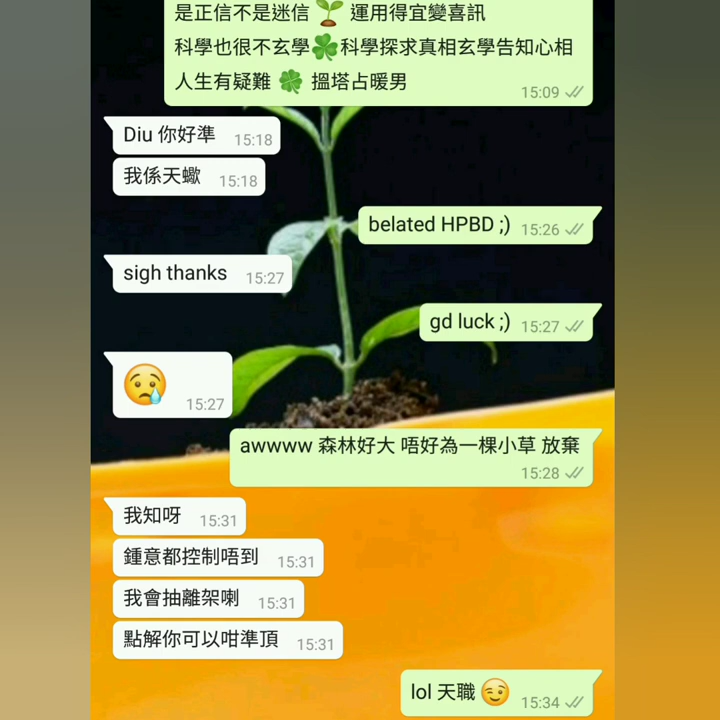 是正信不是迷信🌱 運用得宜變喜訊
科學也很不玄學☘️科學探求真相玄學告知心相
人生有疑難 🍀 搵塔占暖男
15:09
Diu 你好準 15:18
我係天蠍 15:18
belated HPBD ;) 15:26
sigh thanks 15:27
gd luck ;) 15:27
😢 15:27
awwww 森林好大 唔好為一棵小草 放棄
15:28
我知呀 15:31
鍾意都控制唔到 15:31
我會抽離架喇 15:31
點解你可以咁準頂 15:31
lol 天職 😉 15:34